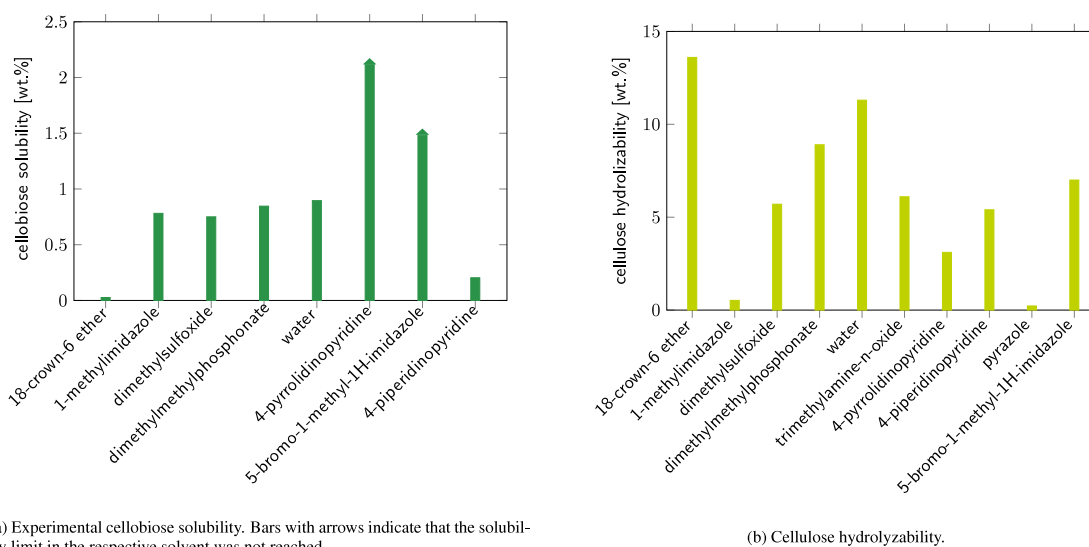 2.5
2
1.5
1
0.5
0
cellobiose solubility [wt.%]
18-crown-6 ether
1-methylimidazole
dimethylsulfoxide
dimethylmethylphosphonate
water
4-pyrrolidinopyridine
5-bromo-1-methyl-1H-imidazole
4-piperidinopyridine
) Experimental cellobiose solubility. Bars with arrows indicate that the solubil-
y limit in the respective solvent was not reached
15
10
5
0
cellulose hydrolizability [wt.%]
18-crown-6 ether
1-methylimidazole
dimethylsulfoxide
dimethylmethylphosphonate
water
trimethylamine-n-oxide
4-pyrrolidinopyridine
4-piperidinopyridine
pyrazole
5-bromo-1-methyl-1H-imidazole
(b) Cellulose hydrolyzability.